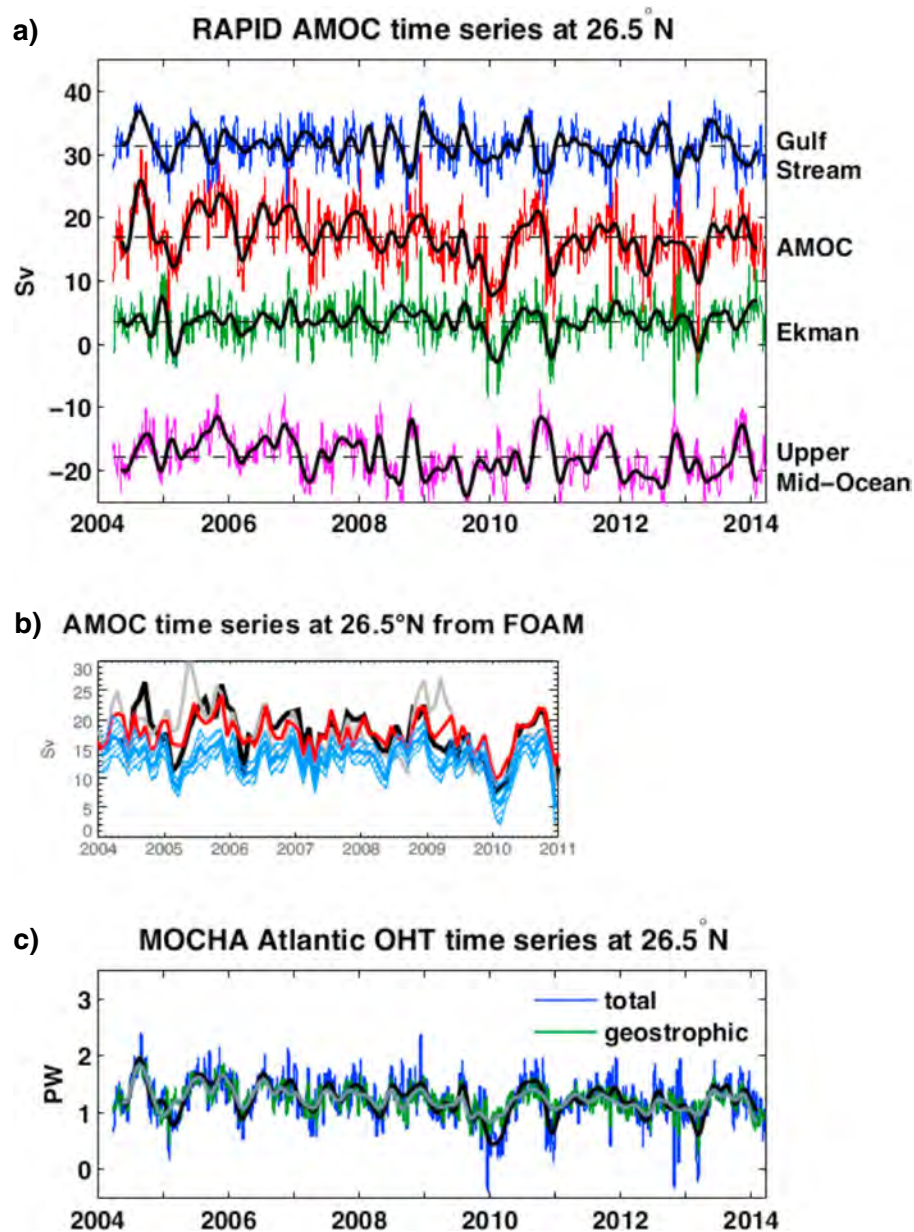 a)
RAPID AMOC time series at 26.5°N
40
30
20
10
0
−10
−20
Sv
Gulf
Stream
AMOC
Ekman
Upper
Mid−Ocean
2004 2006 2008 2010 2012 2014
b)
AMOC time series at 26.5°N from FOAM
30
25
20
15
10
5
0
Sv
2004 2005 2006 2007 2008 2009 2010 2011
c)
MOCHA Atlantic OHT time series at 26.5°N
3
2
1
0
PW
total
geostrophic
2004 2006 2008 2010 2012 2014